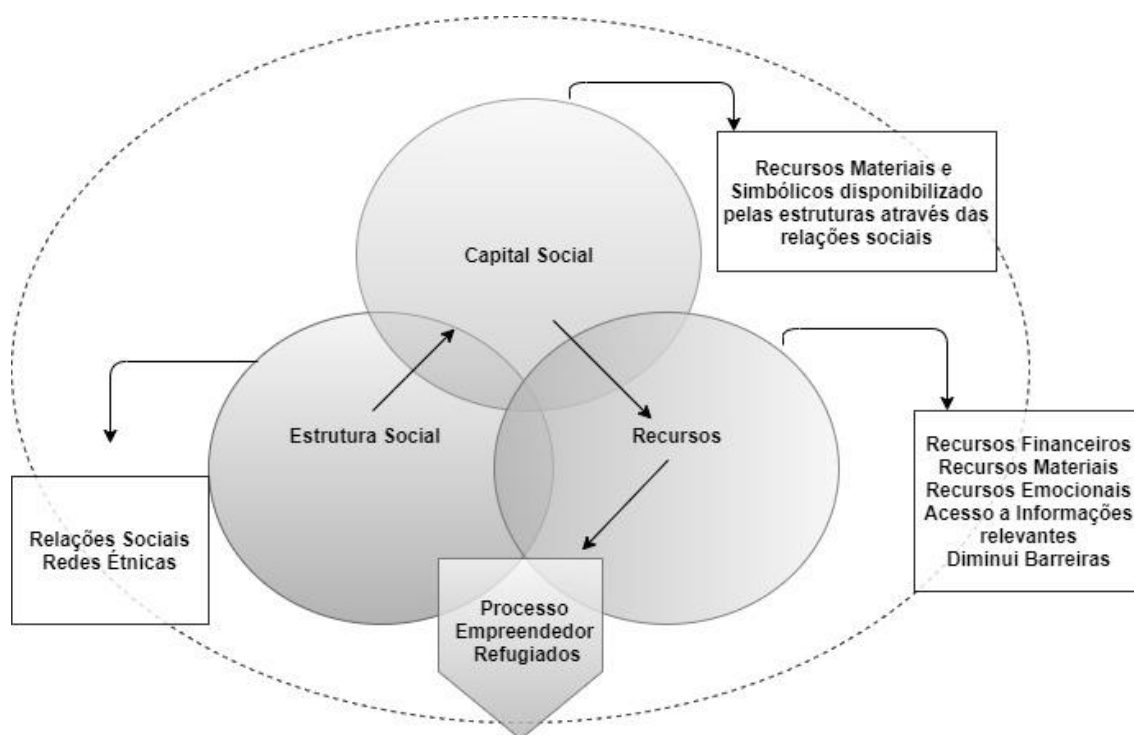 Recursos Materiais e
Simbólicos disponibilizado
pelas estruturas através das
relações sociais
Capital Social
Estrutura Social
Recursos
Recursos Financeiros
Recursos Materiais
Recursos Emocionais
Acesso a Informações
relevantes
Diminui Barreiras
Relações Sociais
Redes Étnicas
Processo
Empreendedor
Refugiados